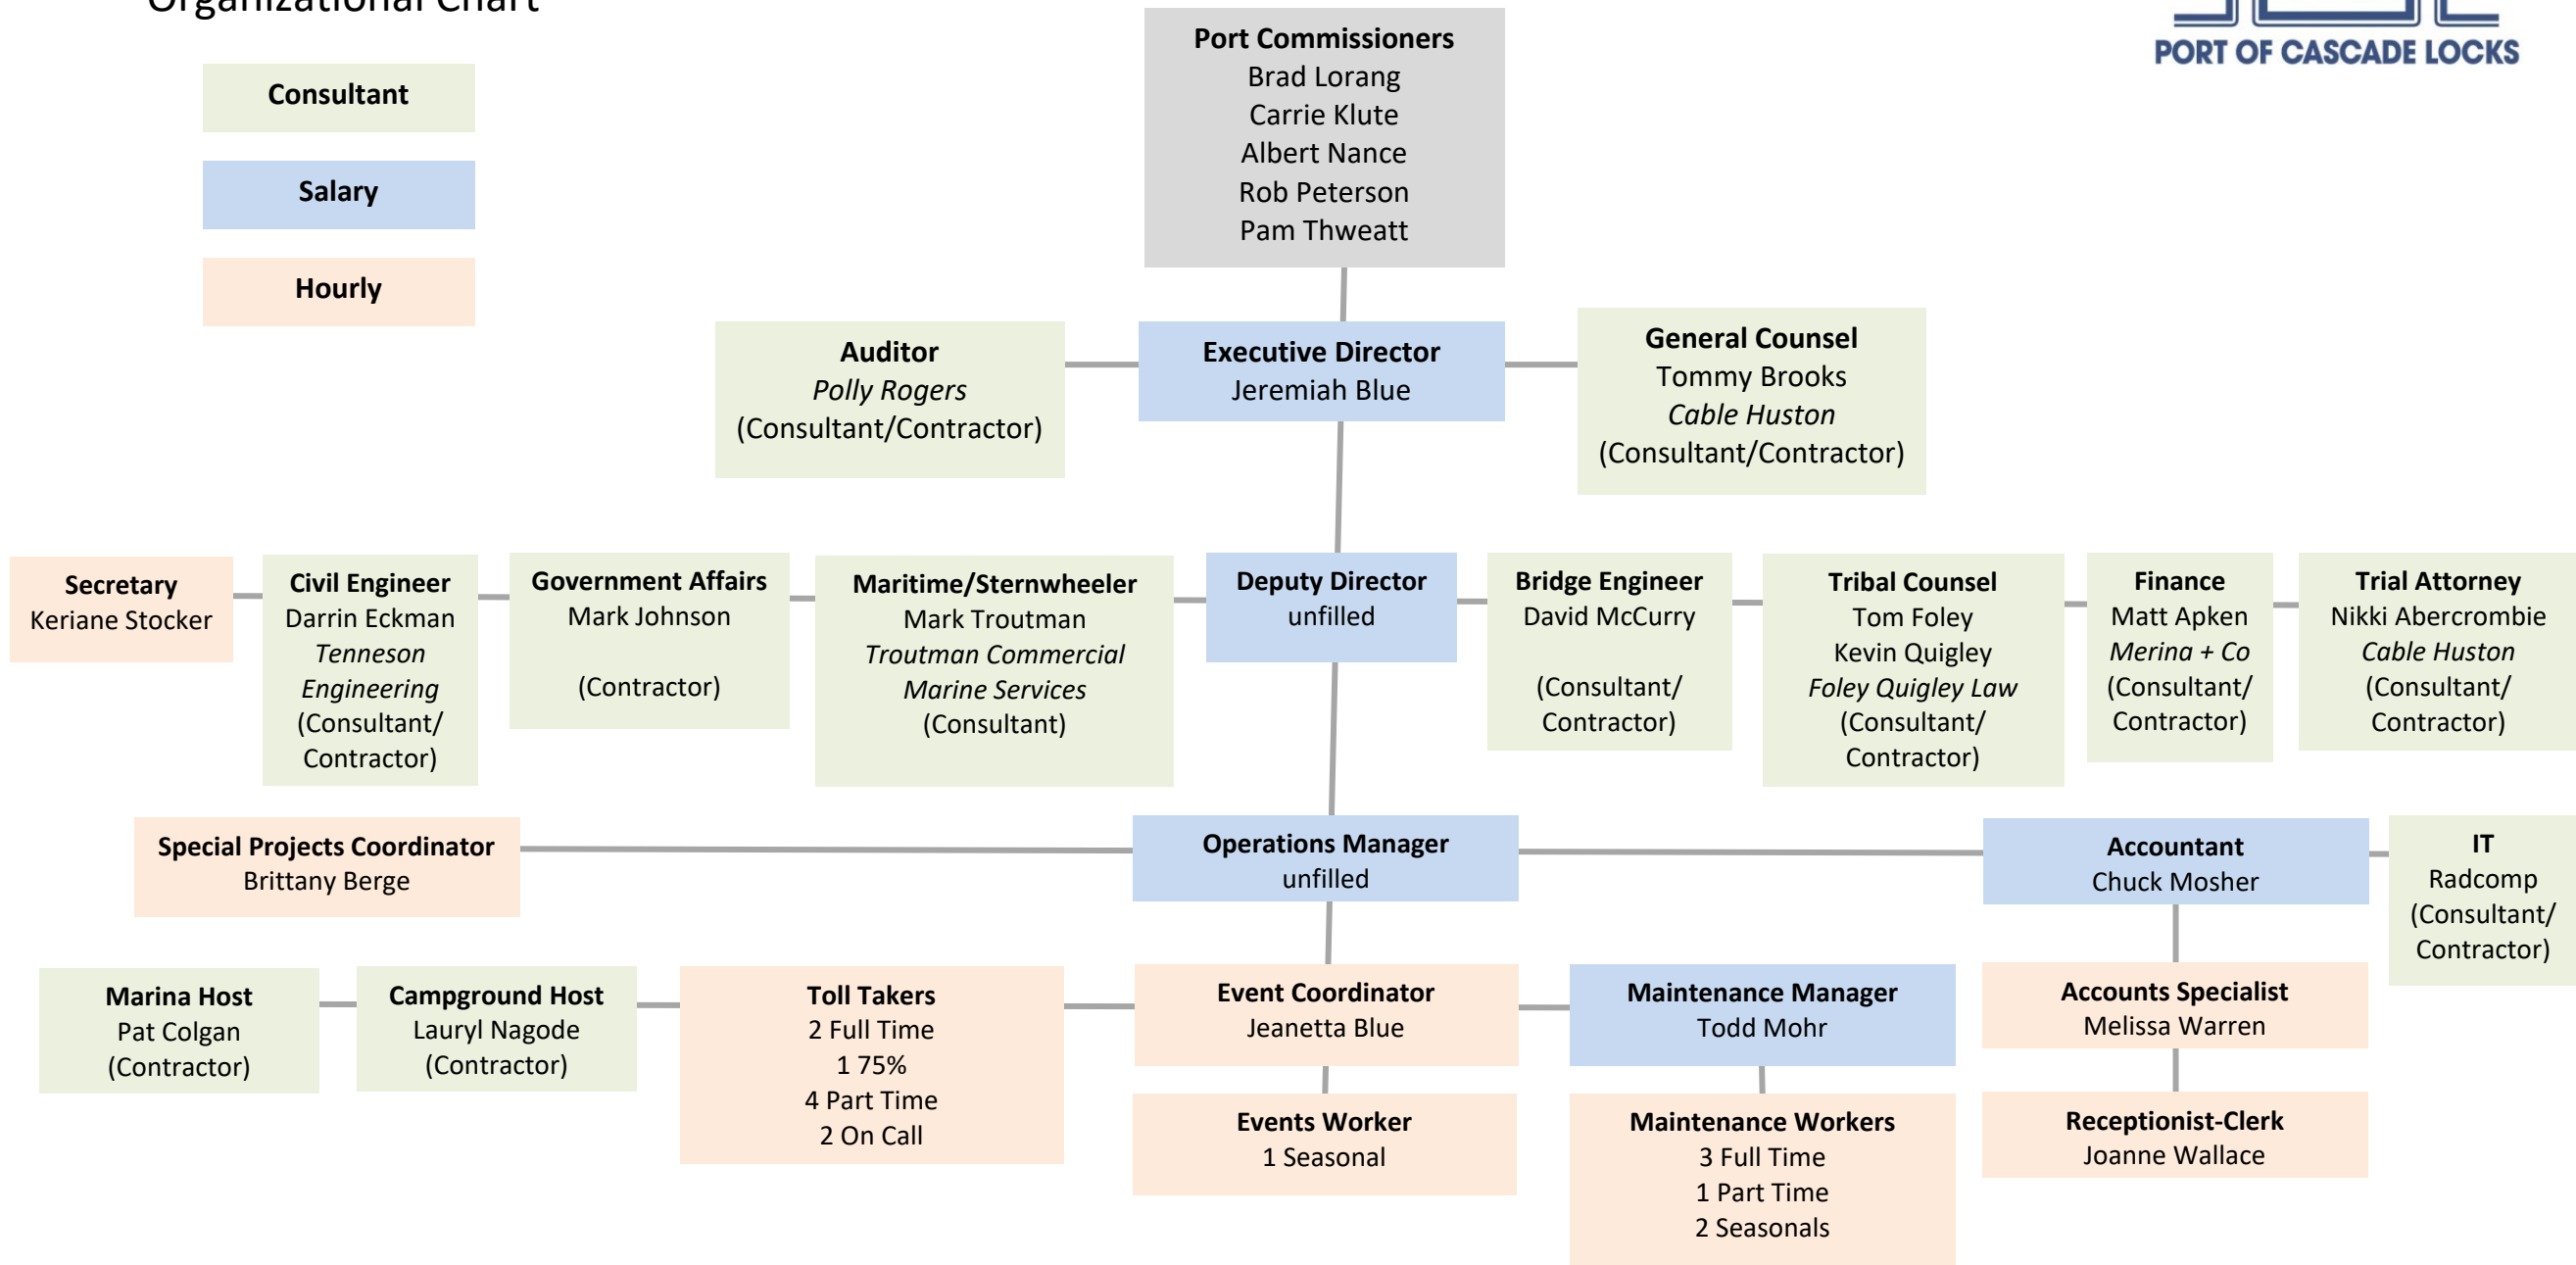 Organizational Chart
PORT OF CASCADE LOCKS
Consultant
Salary
Hourly
Port Commissioners
Brad Lorang
Carrie Klute
Albert Nance
Rob Peterson
Pam Thweatt
Auditor
Polly Rogers
(Consultant/Contractor)
Executive Director
Jeremiah Blue
General Counsel
Tommy Brooks
Cable Huston
(Consultant/Contractor)
Secretary
Keriane Stocker
Civil Engineer
Darrin Eckman
Tenneson
Engineering
(Consultant/
Contractor)
Government Affairs
Mark Johnson
(Contractor)
Maritime/Sternwheeler
Mark Troutman
Troutman Commercial
Marine Services
(Consultant)
Deputy Director
unfilled
Bridge Engineer
David McCurry
(Consultant/
Contractor)
Tribal Counsel
Tom Foley
Kevin Quigley
Foley Quigley Law
(Consultant/
Contractor)
Finance
Matt Apken
Merina + Co
(Consultant/
Contractor)
Trial Attorney
Nikki Abercrombie
Cable Huston
(Consultant/
Contractor)
Special Projects Coordinator
Brittany Berge
Operations Manager
unfilled
Accountant
Chuck Mosher
IT
Radcomp
(Consultant/
Contractor)
Marina Host
Pat Colgan
(Contractor)
Campground Host
Lauryl Nagode
(Contractor)
Toll Takers
2 Full Time
1 75%
4 Part Time
2 On Call
Event Coordinator
Jeanetta Blue
Maintenance Manager
Todd Mohr
Accounts Specialist
Melissa Warren
Events Worker
1 Seasonal
Maintenance Workers
3 Full Time
1 Part Time
2 Seasonals
Receptionist-Clerk
Joanne Wallace